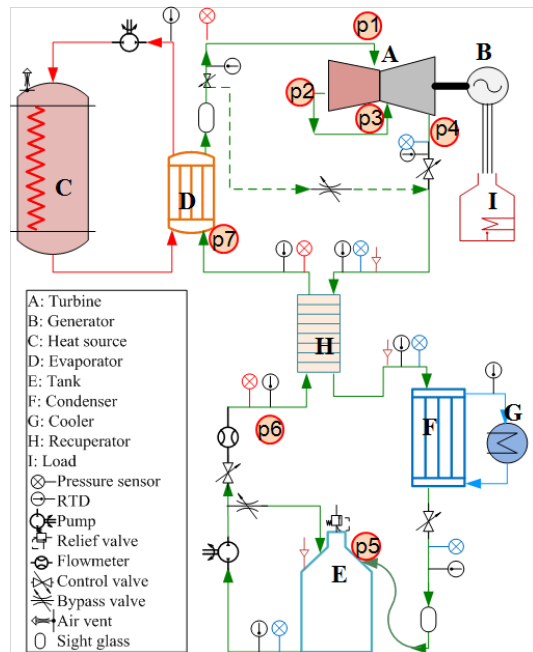 p1
A
B
p2
p3
p4
C
D
I
p7
H
A: Turbine
B: Generator
C: Heat source
D: Evaporator
E: Tank
F: Condenser
G: Cooler
H: Recuperator
I: Load
Pressure sensor
RTD
Pump
Relief valve
Flowmeter
Control valve
Bypass valve
Air vent
Sight glass
p6
F
G
E
p5